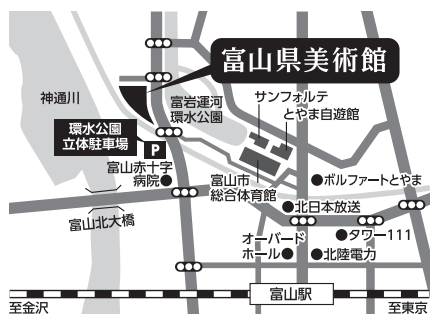 富山県美術館
神通川
富岩運河
環水公園
サンフォルテ
とやま自遊館
環水公園
立体駐車場
P
富山赤十字
病院
富山市
総合体育館
ボルファートとやま
北日本放送
富山北大橋
オーバード
ホール
タワー111
北陸電力
富山駅
至金沢
至東京